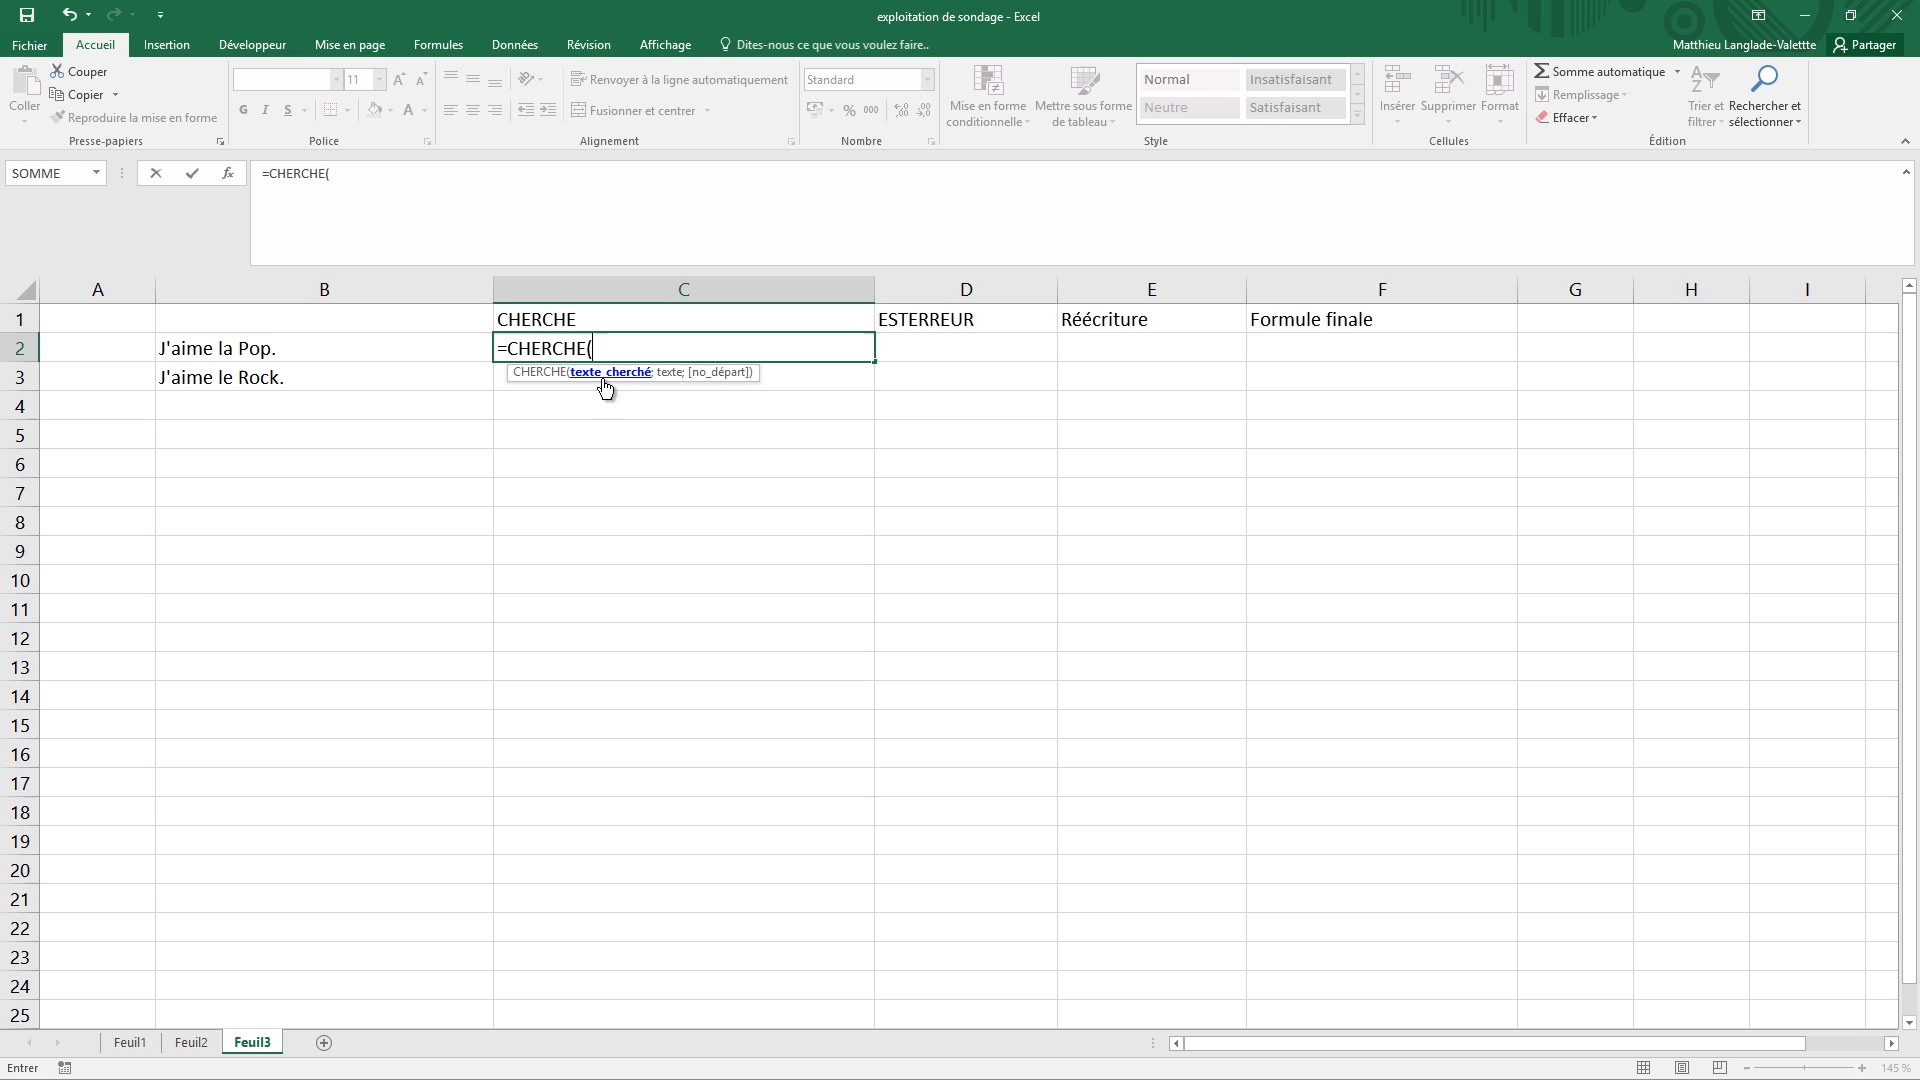 exploitation de sondage - Excel
Fichier Accueil Insertion Développeur Mise en page Formules Données Révision Affichage Dites-nous ce que vous voulez faire.. Matthieu Langlade-Valettte Partager
Coller
Couper
Copier
Reproduire la mise en forme
Presse-papiers
11
G I S
Police
Renvoyer à la ligne automatiquement
Fusionner et centrer
Alignement
Standard
% 000
Nombre
Mise en forme conditionnelle
Mettre sous forme de tableau
Normal Insatisfaisant
Neutre Satisfaisant
Style
Insérer Supprimer Format
Cellules
Somme automatique
Remplissage
Effacer
Trier et filtrer
Rechercher et sélectionner
Édition
SOMME fx =CHERCHE(
A B C D E F G H I
1 CHERCHE ESTERREUR Réécriture Formule finale
2 J'aime la Pop. =CHERCHE(
CHERCHE(texte_cherché; texte; [no_départ])
3 J'aime le Rock.
4
5
6
7
8
9
10
11
12
13
14
15
16
17
18
19
20
21
22
23
24
25
Feuil1 Feuil2 Feuil3
Entrer 145 %